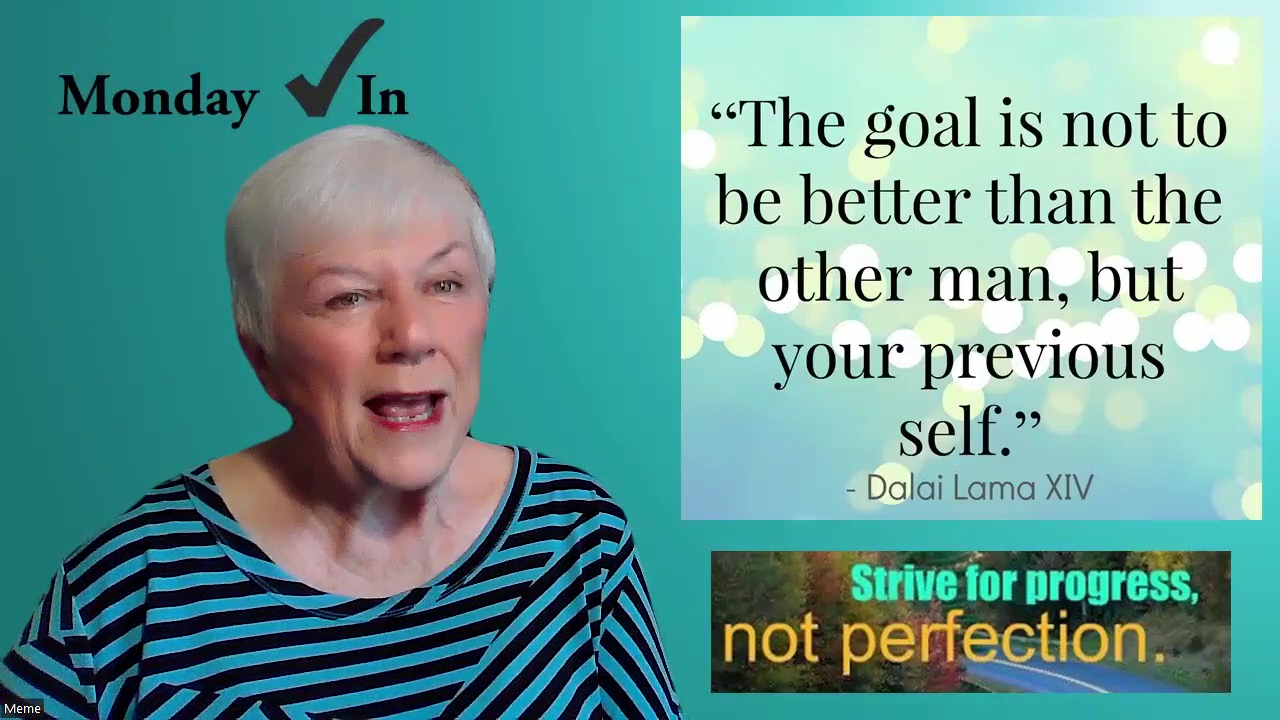 Monday ✓ In
“The goal is not to
be better than the
other man, but
your previous
self.”
- Dalai Lama XIV
Strive for progress,
not perfection.
Meme